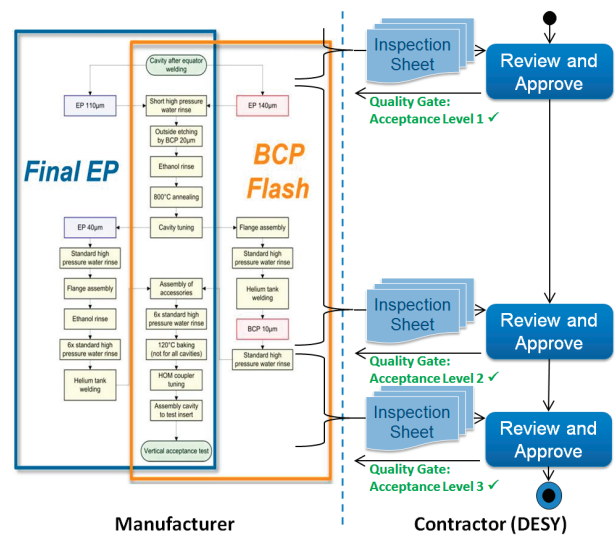 Cavity after equator
welding
EP 110µm
Short high pressure
water rinse
EP 140µm
Outside etching
by BCP 20µm
Ethanol rinse
800°C annealing
Final EP
BCP
Flash
EP 40µm
Cavity tuning
Flange assembly
Standard high
pressure water rinse
Standard high
pressure water rinse
Flange assembly
Assembly of
accessories
Helium tank
welding
Ethanol rinse
6x standard high
pressure water rinse
BCP 10µm
6x standard high
pressure water rinse
120°C baking
(not for all cavities)
Standard high
pressure water rinse
Helium tank
welding
HOM coupler
tuning
Assembly cavity
to test insert
Vertical acceptance test
Inspection
Sheet
Review and
Approve
Quality Gate:
Acceptance Level 1 ✓
Inspection
Sheet
Review and
Approve
Quality Gate:
Acceptance Level 2 ✓
Inspection
Sheet
Review and
Approve
Quality Gate:
Acceptance Level 3 ✓
Manufacturer
Contractor (DESY)